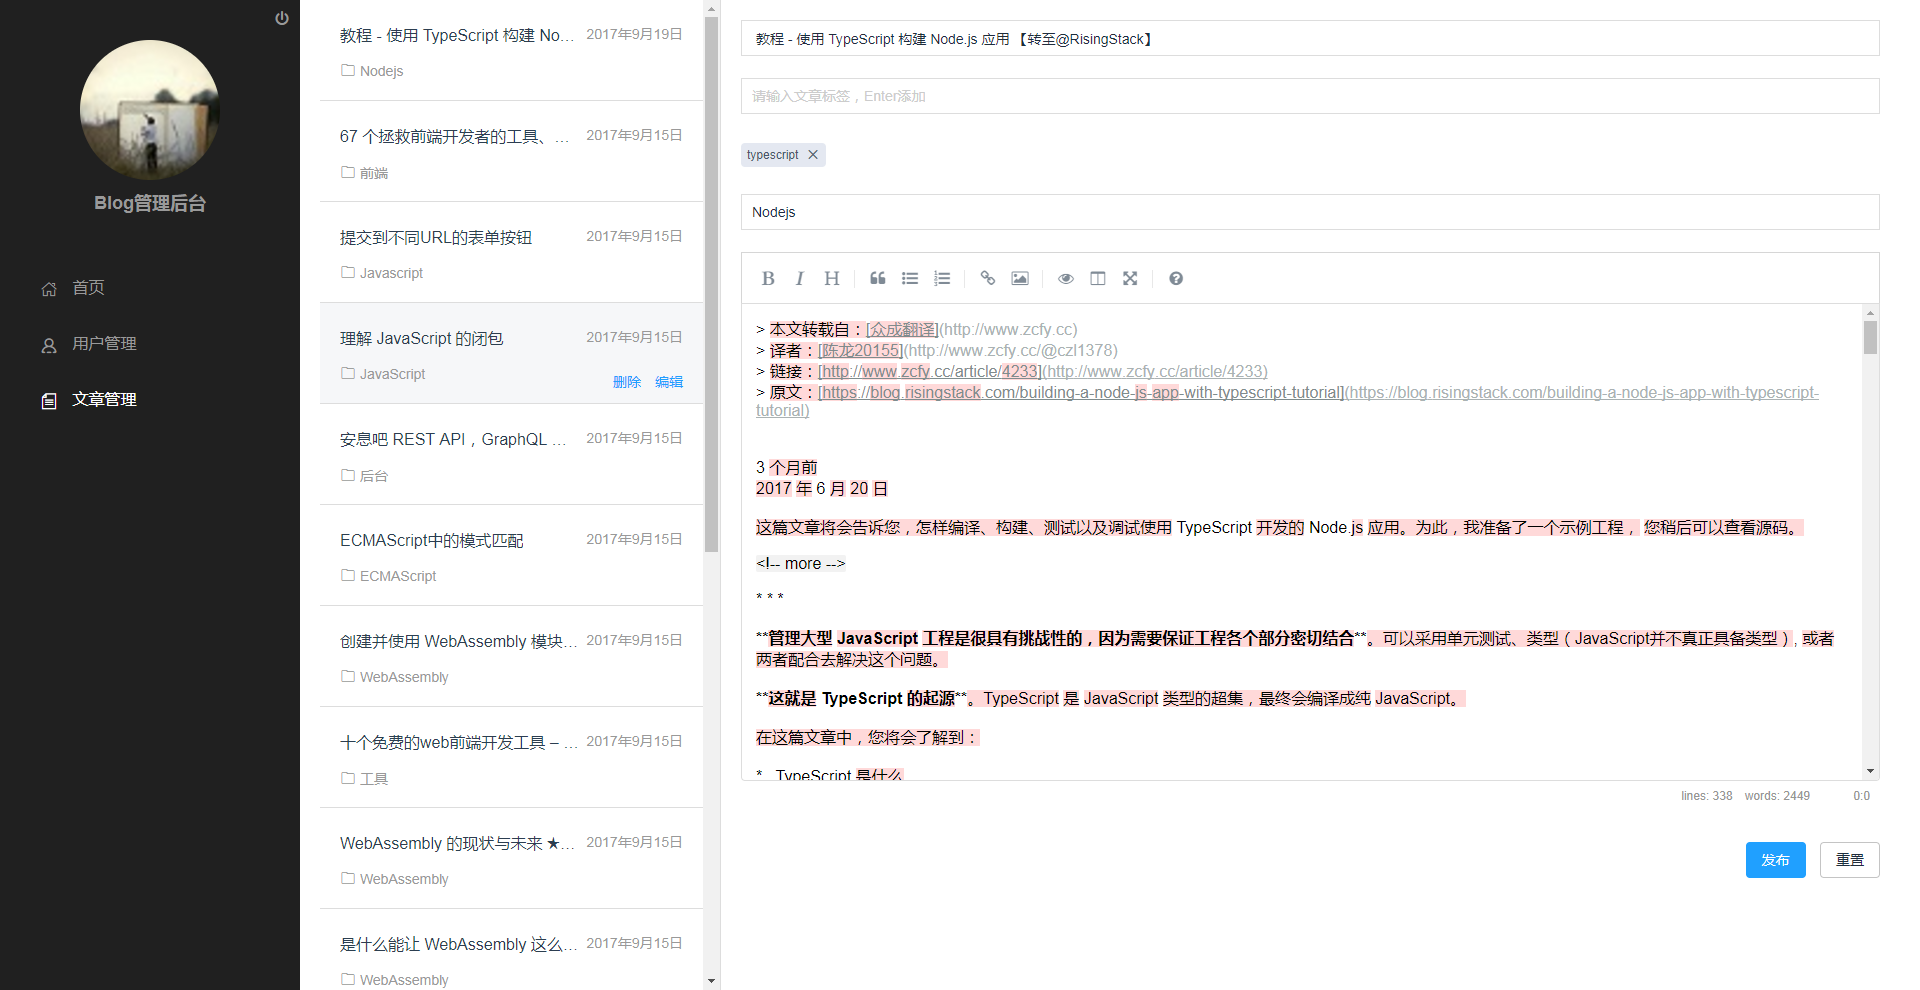 Blog管理后台
首页
用户管理
文章管理
教程 - 使用 TypeScript 构建 No...
2017年9月19日
Nodejs
67 个拯救前端开发者的工具、...
2017年9月15日
前端
提交到不同URL的表单按钮
2017年9月15日
Javascript
理解 JavaScript 的闭包
2017年9月15日
JavaScript
删除 编辑
安息吧 REST API，GraphQL ...
2017年9月15日
后台
ECMAScript中的模式匹配
2017年9月15日
ECMAScript
创建并使用 WebAssembly 模块...
2017年9月15日
WebAssembly
十个免费的web前端开发工具 – ...
2017年9月15日
工具
WebAssembly 的现状与未来 ★...
2017年9月15日
WebAssembly
是什么能让 WebAssembly 这么...
2017年9月15日
WebAssembly
教程 - 使用 TypeScript 构建 Node.js 应用 【转至@RisingStack】
请输入文章标签，Enter添加
typescript
Nodejs
B I H
> 本文转载自：[众成翻译](http://www.zcfy.cc)
> 译者：[陈龙20155](http://www.zcfy.cc/@czl1378)
> 链接：[http://www.zcfy.cc/article/4233](http://www.zcfy.cc/article/4233)
> 原文：[https://blog.risingstack.com/building-a-node-js-app-with-typescript-tutorial](https://blog.risingstack.com/building-a-node-js-app-with-typescript-
tutorial)
3 个月前
2017 年 6 月 20 日
这篇文章将会告诉您，怎样编译、构建、测试以及调试使用 TypeScript 开发的 Node.js 应用。为此，我准备了一个示例工程， 您稍后可以查看源码。
<!-- more -->
* * *
**管理大型 JavaScript 工程是很具有挑战性的，因为需要保证工程各个部分密切结合**。可以采用单元测试、类型（JavaScript并不真正具备类型）, 或者
两者配合去解决这个问题。
**这就是 TypeScript 的起源**。TypeScript 是 JavaScript 类型的超集，最终会编译成纯 JavaScript。
在这篇文章中，您将会了解到：
* TypeScript 是什么
lines: 338 words: 2449 0:0
发布 重置